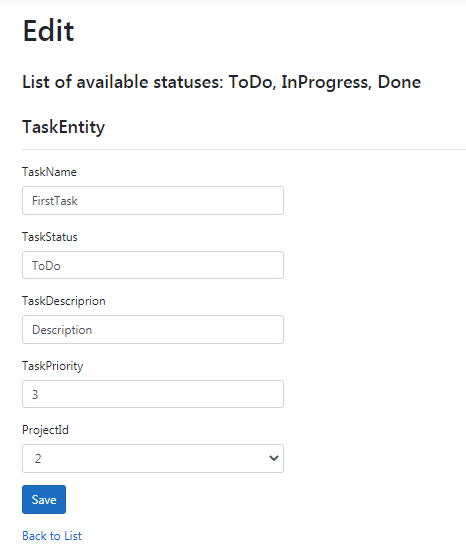 Edit
List of available statuses: ToDo, InProgress, Done
TaskEntity
TaskName
FirstTask
TaskStatus
ToDo
TaskDescriprion
Description
TaskPriority
3
ProjectId
2
Save
Back to List